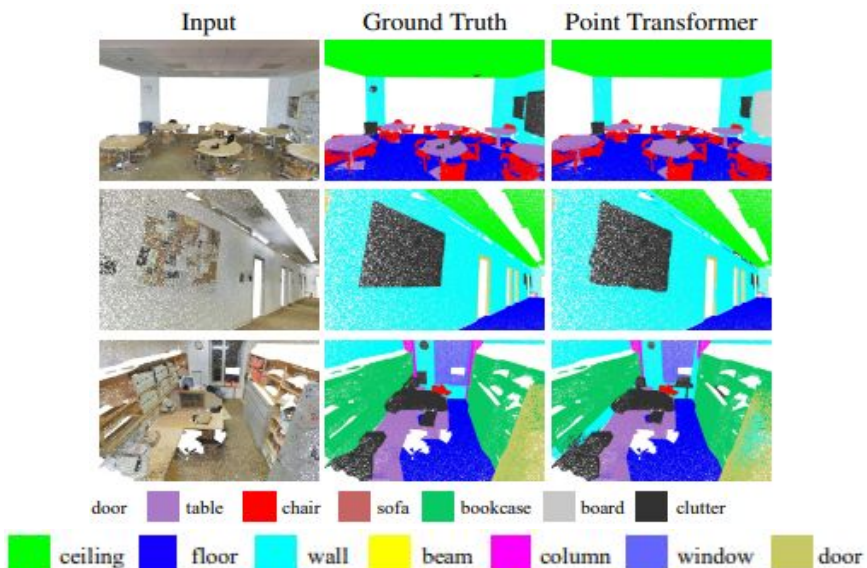 Input Ground Truth Point Transformer
door table chair sofa bookcase board clutter
ceiling floor wall beam column window door